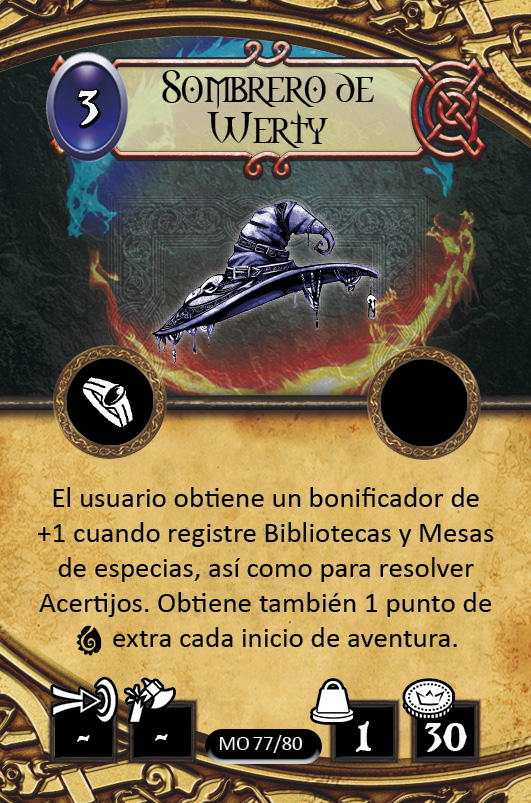 3
SOMBRERO DE
WERTY
El usuario obtiene un bonificador de
+1 cuando registre Bibliotecas y Mesas
de especias, así como para resolver
Acertijos. Obtiene también 1 punto de
extra cada inicio de aventura.
~
~
MO 77/80
1
30